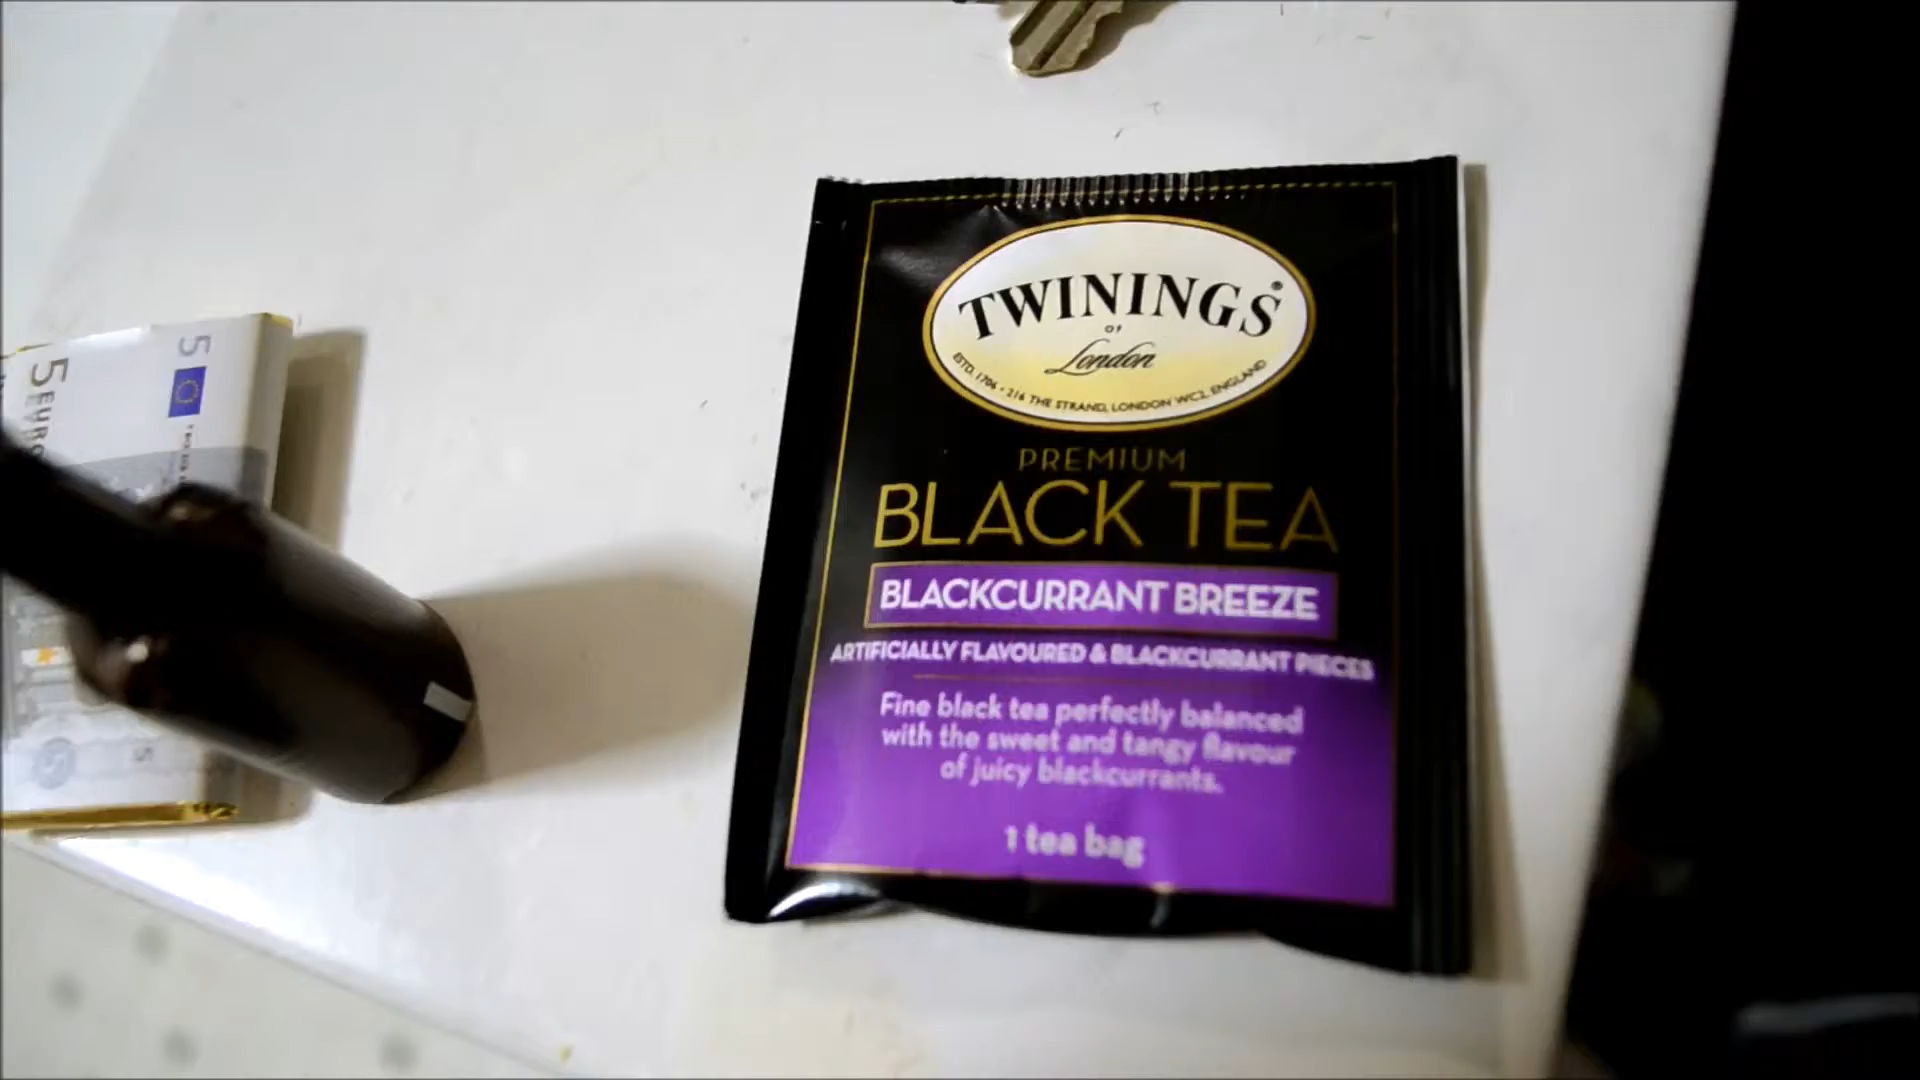 TWININGS®
OF
London
ESTD. 1706 • 216 THE STRAND, LONDON WC2, ENGLAND
PREMIUM
BLACK TEA
BLACKCURRANT BREEZE
ARTIFICIALLY FLAVOURED & BLACKCURRANT PIECES
Fine black tea perfectly balanced
with the sweet and tangy flavour
of juicy blackcurrants.
1 tea bag
5
5 EURO
5